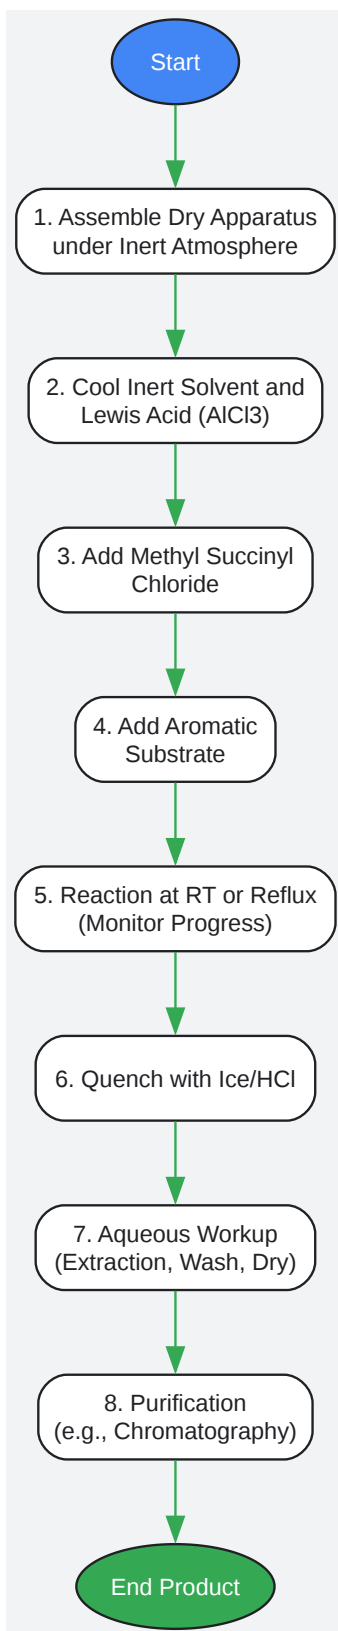 Start
1. Assemble Dry Apparatus
under Inert Atmosphere
2. Cool Inert Solvent and
Lewis Acid (AlCl3)
3. Add Methyl Succinyl
Chloride
4. Add Aromatic
Substrate
5. Reaction at RT or Reflux
(Monitor Progress)
6. Quench with Ice/HCl
7. Aqueous Workup
(Extraction, Wash, Dry)
8. Purification
(e.g., Chromatography)
End Product